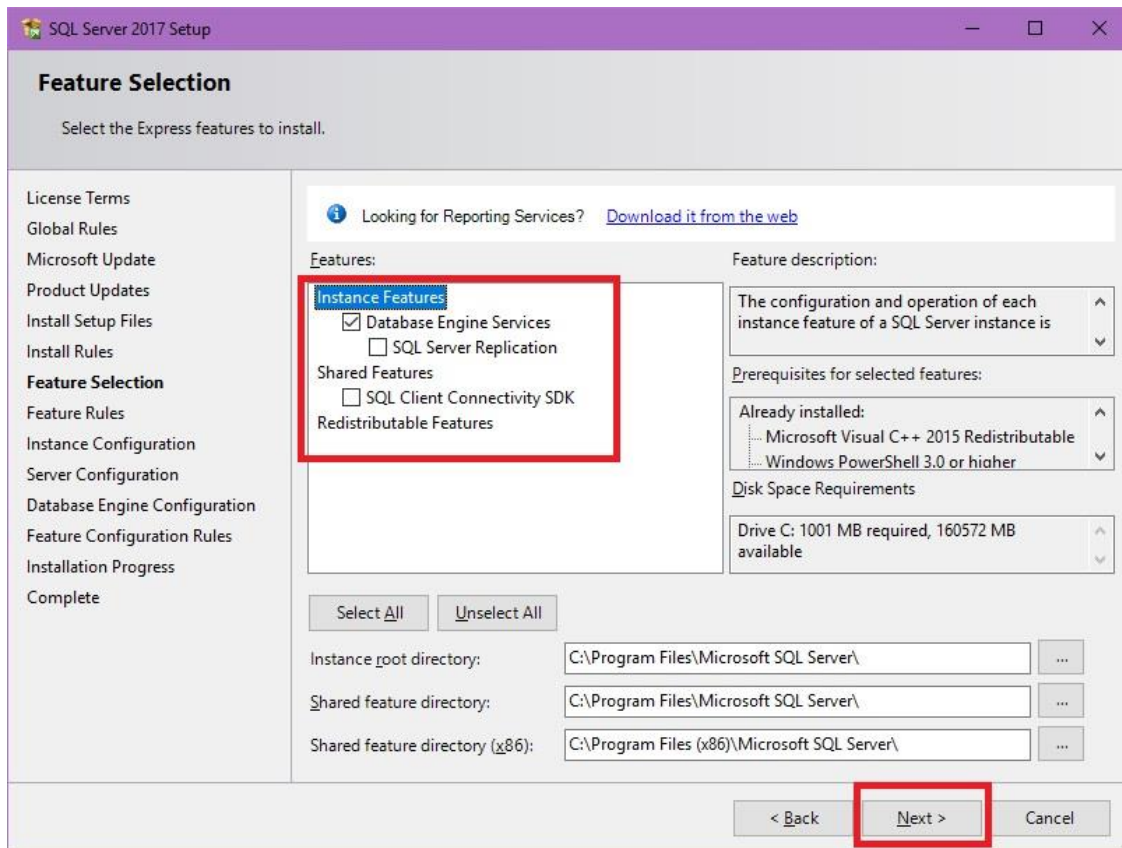 SQL Server 2017 Setup
Feature Selection
Select the Express features to install.
License Terms
Global Rules
Microsoft Update
Product Updates
Install Setup Files
Install Rules
Feature Selection
Feature Rules
Instance Configuration
Server Configuration
Database Engine Configuration
Feature Configuration Rules
Installation Progress
Complete
Looking for Reporting Services? Download it from the web
Features:
Instance Features
Database Engine Services
SQL Server Replication
Shared Features
SQL Client Connectivity SDK
Redistributable Features
Feature description:
The configuration and operation of each
instance feature of a SQL Server instance is
Prerequisites for selected features:
Already installed:
Microsoft Visual C++ 2015 Redistributable
Windows PowerShell 3.0 or higher
Disk Space Requirements
Drive C: 1001 MB required, 160572 MB
available
Select All
Unselect All
Instance root directory:
C:\Program Files\Microsoft SQL Server\
...
Shared feature directory:
C:\Program Files\Microsoft SQL Server\
...
Shared feature directory (x86):
C:\Program Files (x86)\Microsoft SQL Server\
...
< Back
Next >
Cancel